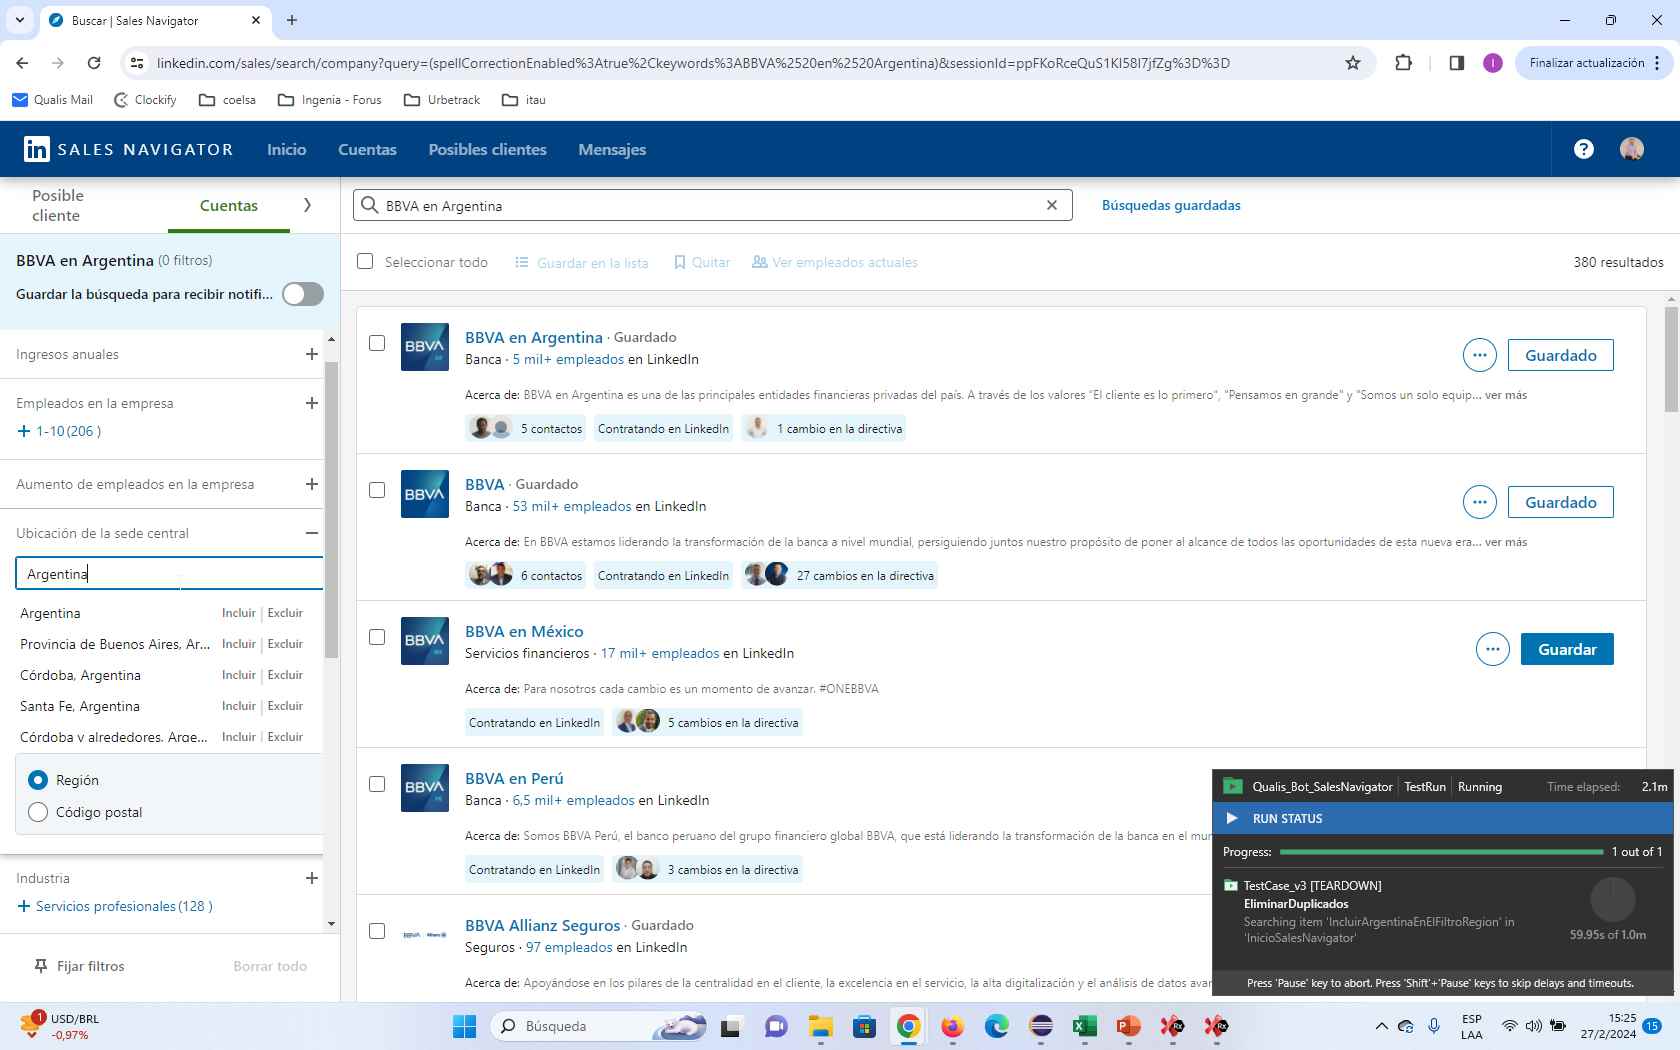 Buscar | Sales Navigator
linkedin.com/sales/search/company?query=(spellCorrectionEnabled%3Atrue%2Ckeywords%3ABBVA%2520en%2520Argentina)&sessionId=ppFKoRceQuS1KI58I7jfZg%3D%3D
Finalizar actualización
Qualis Mail
Clockify
coelsa
Ingenia - Forus
Urbetrack
itau
in SALES NAVIGATOR
Inicio
Cuentas
Posibles clientes
Mensajes
Posible cliente
Cuentas
BBVA en Argentina
Búsquedas guardadas
BBVA en Argentina (0 filtros)
Guardar la búsqueda para recibir notifi...
Seleccionar todo
Guardar en la lista
Quitar
Ver empleados actuales
380 resultados
Ingresos anuales
Empleados en la empresa
+ 1-10 (206 )
Aumento de empleados en la empresa
Ubicación de la sede central
Argentina
Argentina Incluir | Excluir
Provincia de Buenos Aires, Ar... Incluir | Excluir
Córdoba, Argentina Incluir | Excluir
Santa Fe, Argentina Incluir | Excluir
Córdoba y alrededores, Arge... Incluir | Excluir
Región
Código postal
Industria
+ Servicios profesionales (128 )
Fijar filtros
Borrar todo
BBVA
BBVA en Argentina · Guardado
Banca · 5 mil+ empleados en LinkedIn
Guardado
Acerca de: BBVA en Argentina es una de las principales entidades financieras privadas del país. A través de los valores "El cliente es lo primero", "Pensamos en grande" y "Somos un solo equip... ver más
5 contactos
Contratando en LinkedIn
1 cambio en la directiva
BBVA
BBVA · Guardado
Banca · 53 mil+ empleados en LinkedIn
Guardado
Acerca de: En BBVA estamos liderando la transformación de la banca a nivel mundial, persiguiendo juntos nuestro propósito de poner al alcance de todos las oportunidades de esta nueva era... ver más
6 contactos
Contratando en LinkedIn
27 cambios en la directiva
BBVA
BBVA en México
Servicios financieros · 17 mil+ empleados en LinkedIn
Guardar
Acerca de: Para nosotros cada cambio es un momento de avanzar. #ONEBBVA
Contratando en LinkedIn
5 cambios en la directiva
BBVA
BBVA en Perú
Banca · 6,5 mil+ empleados en LinkedIn
Acerca de: Somos BBVA Perú, el banco peruano del grupo financiero global BBVA, que está liderando la transformación de la banca en el mun
Contratando en LinkedIn
3 cambios en la directiva
BBVA Allianz
BBVA Allianz Seguros · Guardado
Seguros · 97 empleados en LinkedIn
Acerca de: Apoyándose en los pilares de la centralidad en el cliente, la excelencia en el servicio, la alta digitalización y el análisis de datos avan
Qualis_Bot_SalesNavigator
TestRun
Running
Time elapsed: 2.1m
RUN STATUS
Progress: 1 out of 1
TestCase_v3 [TEARDOWN]
EliminarDuplicados
Searching item 'IncluirArgentinaEnElFiltroRegion' in
'InicioSalesNavigator'
59.95s of 1.0m
Press 'Pause' key to abort. Press 'Shift'+'Pause' keys to skip delays and timeouts.
1
USD/BRL
-0,97%
Búsqueda
ESP
LAA
15:25
27/2/2024
15